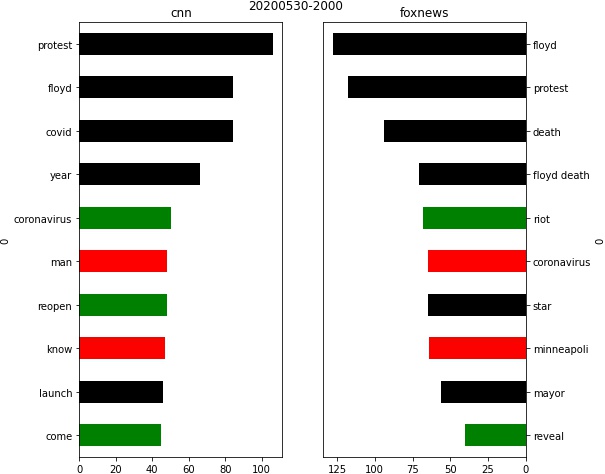 20200530-2000
cnn
foxnews
protest
floyd
covid
year
coronavirus
man
reopen
know
launch
come
0
0 20 40 60 80 100
floyd
protest
death
floyd death
riot
coronavirus
star
minneapoli
mayor
reveal
0
125 100 75 50 25 0